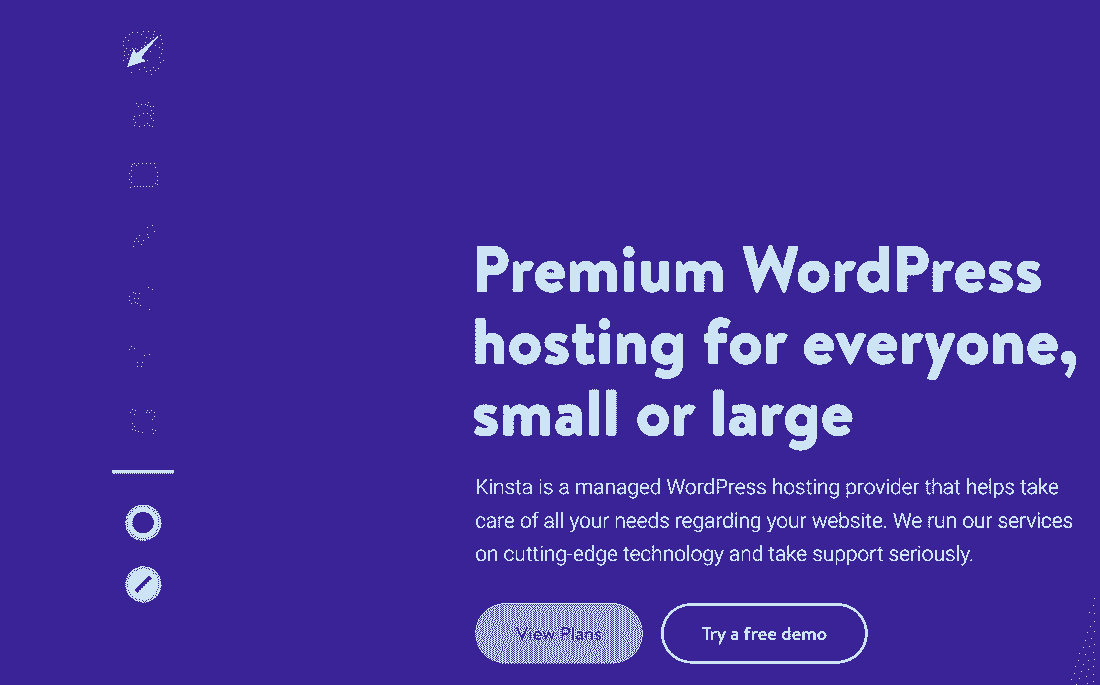 Premium WordPress
hosting for everyone,
small or large
Kinsta is a managed WordPress hosting provider that helps take
care of all your needs regarding your website. We run our services
on cutting-edge technology and take support seriously.
View Plans
Try a free demo